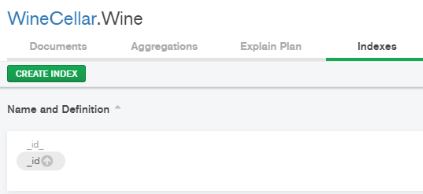 WineCellar.Wine
Documents Aggregations Explain Plan Indexes
CREATE INDEX
Name and Definition
_id_
_id